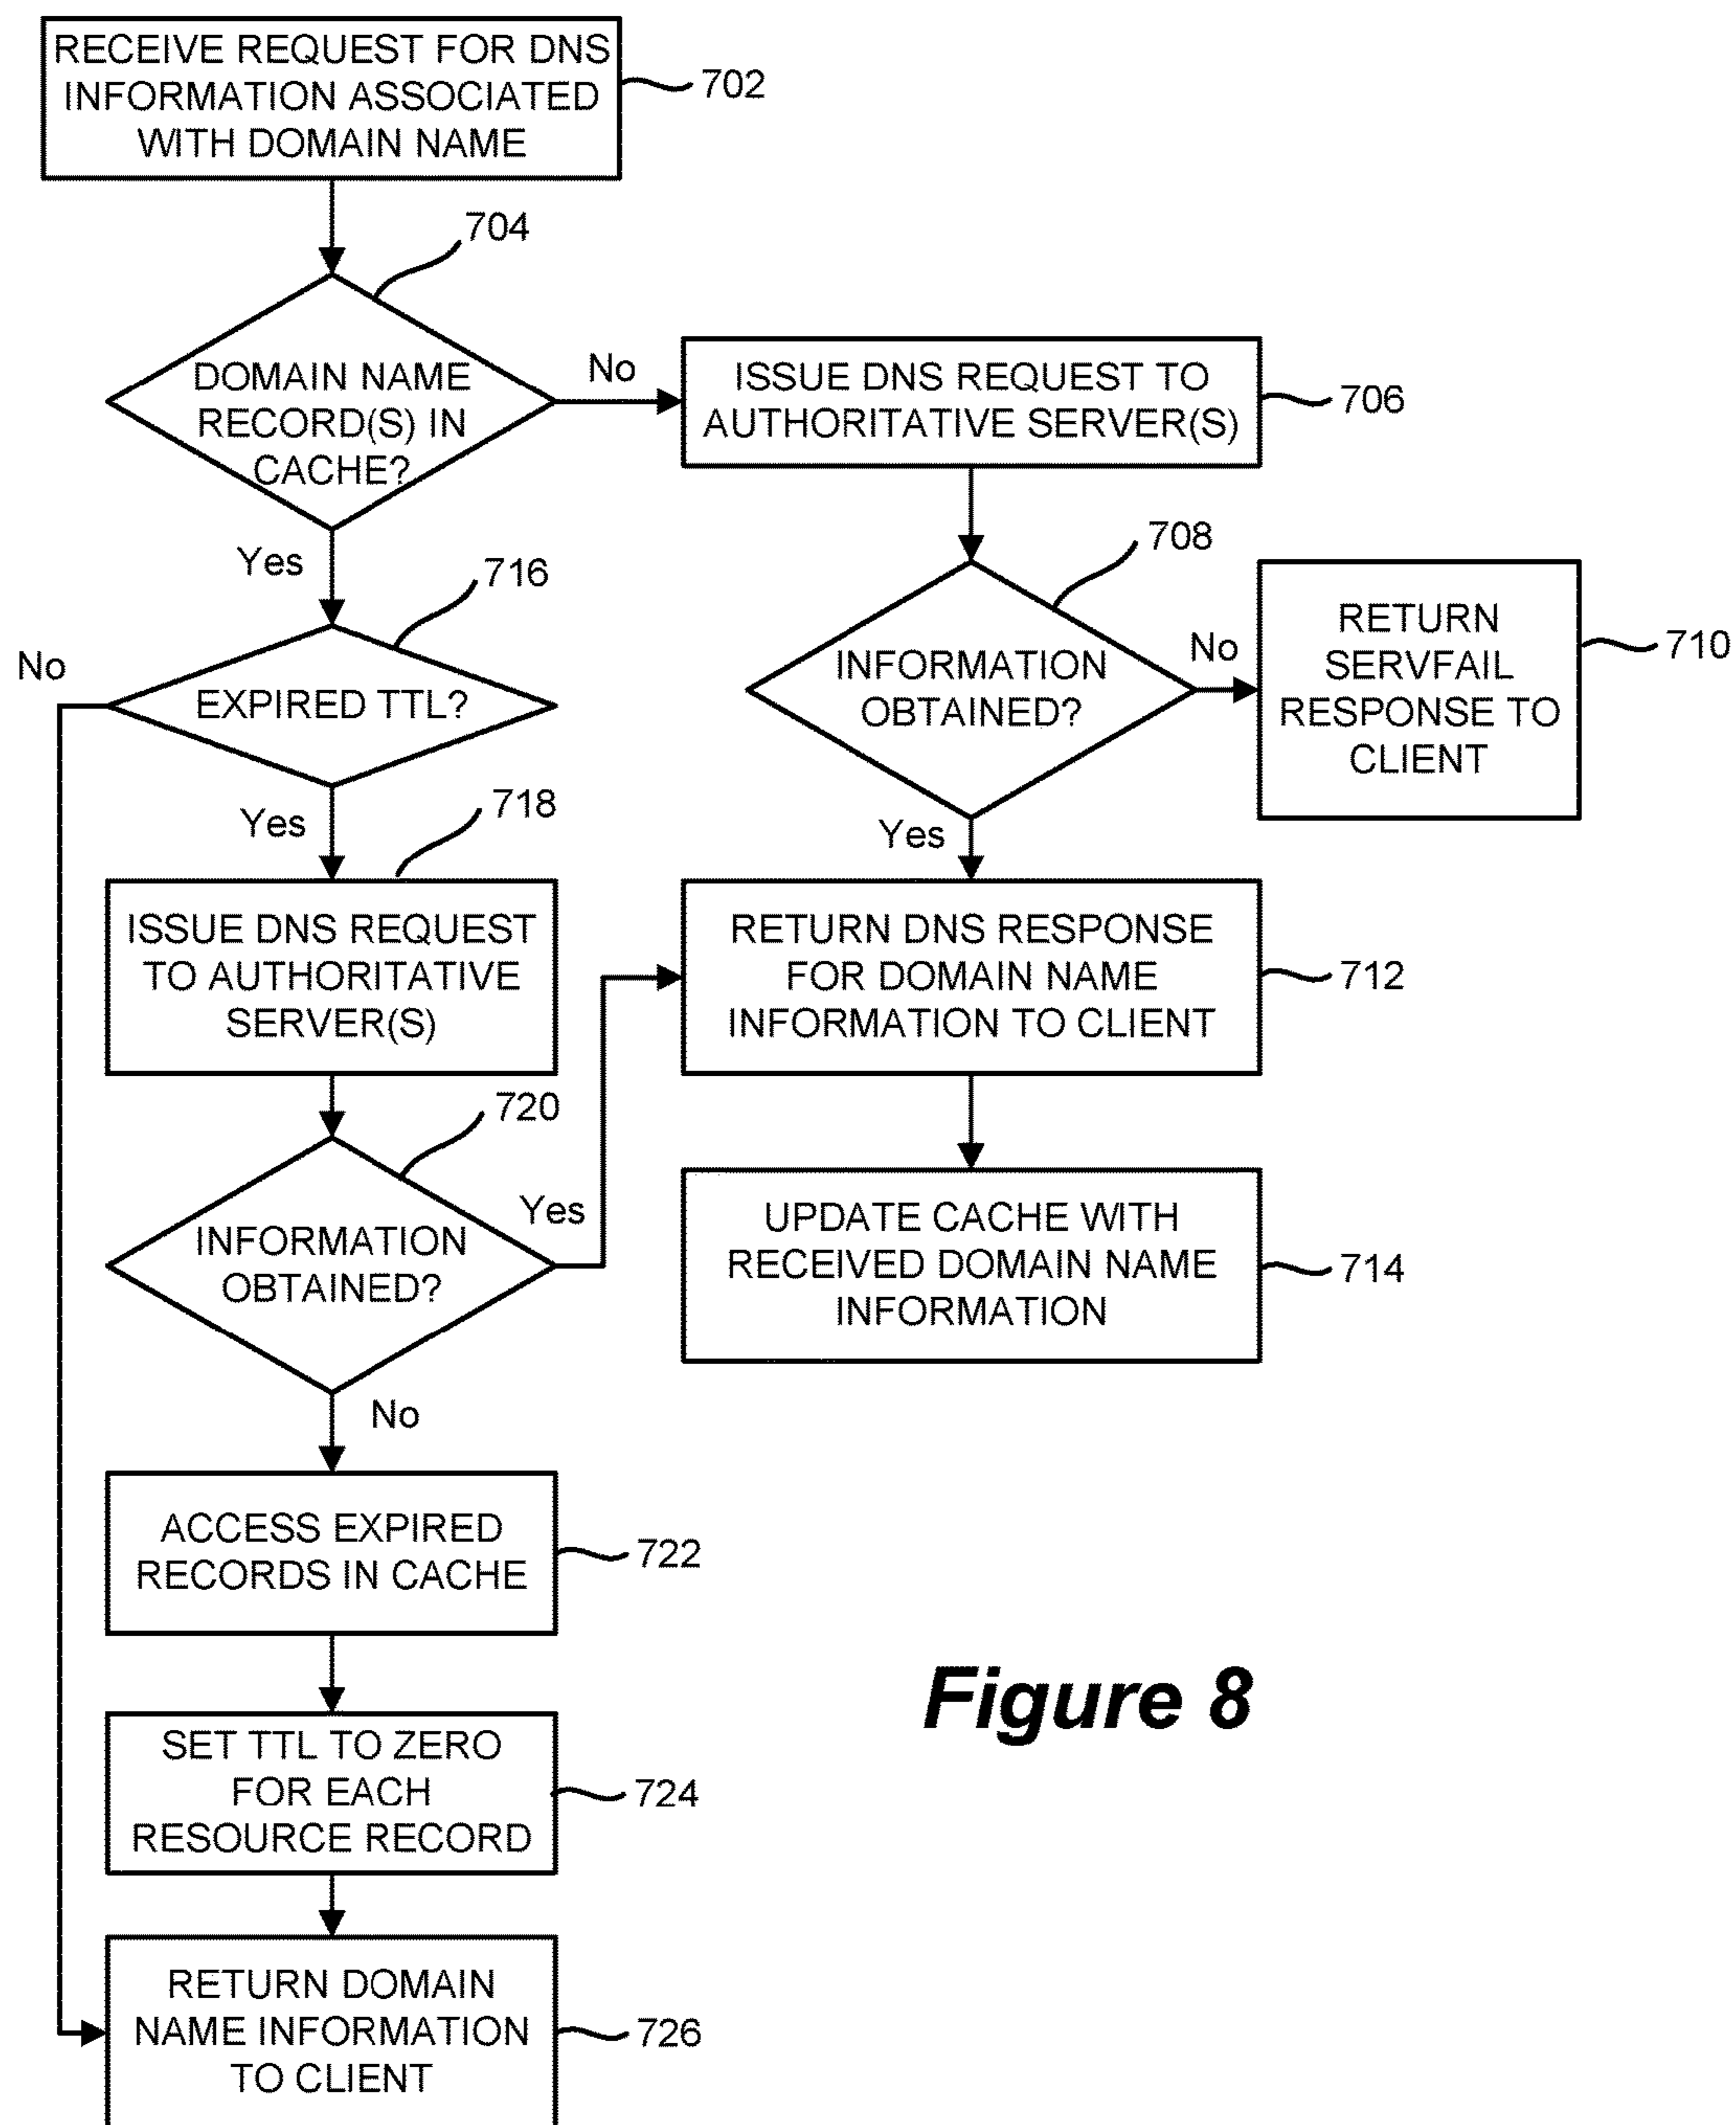 RECEIVE REQUEST FOR DNS
INFORMATION ASSOCIATED
WITH DOMAIN NAME
702
704
DOMAIN NAME
RECORD(S) IN
CACHE?
No
ISSUE DNS REQUEST TO
AUTHORITATIVE SERVER(S)
706
Yes
708
716
No
EXPIRED TTL?
INFORMATION
OBTAINED?
No
RETURN
SERVFAIL
RESPONSE TO
CLIENT
710
Yes
718
Yes
ISSUE DNS REQUEST
TO AUTHORITATIVE
SERVER(S)
RETURN DNS RESPONSE
FOR DOMAIN NAME
INFORMATION TO CLIENT
712
720
INFORMATION
OBTAINED?
Yes
UPDATE CACHE WITH
RECEIVED DOMAIN NAME
INFORMATION
714
No
ACCESS EXPIRED
RECORDS IN CACHE
722
Figure 8
SET TTL TO ZERO
FOR EACH
RESOURCE RECORD
724
RETURN DOMAIN
NAME INFORMATION
TO CLIENT
726